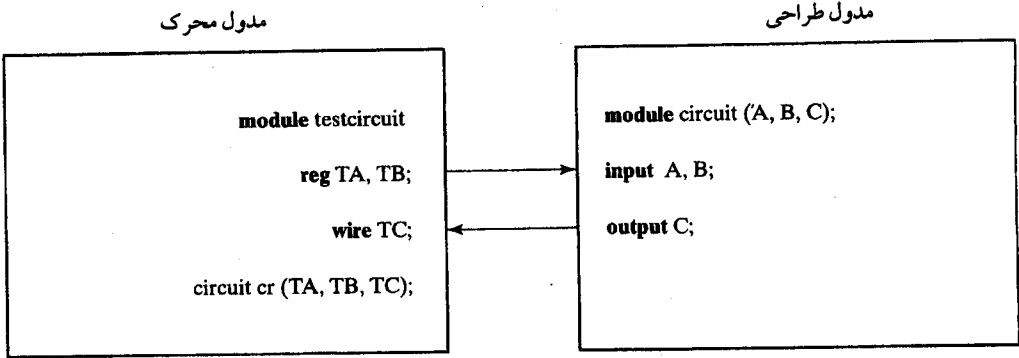 مدول محرک
module testcircuit
reg TA, TB;
wire TC;
circuit cr (TA, TB, TC);
مدول طراحی
module circuit (A, B, C);
input A, B;
output C;